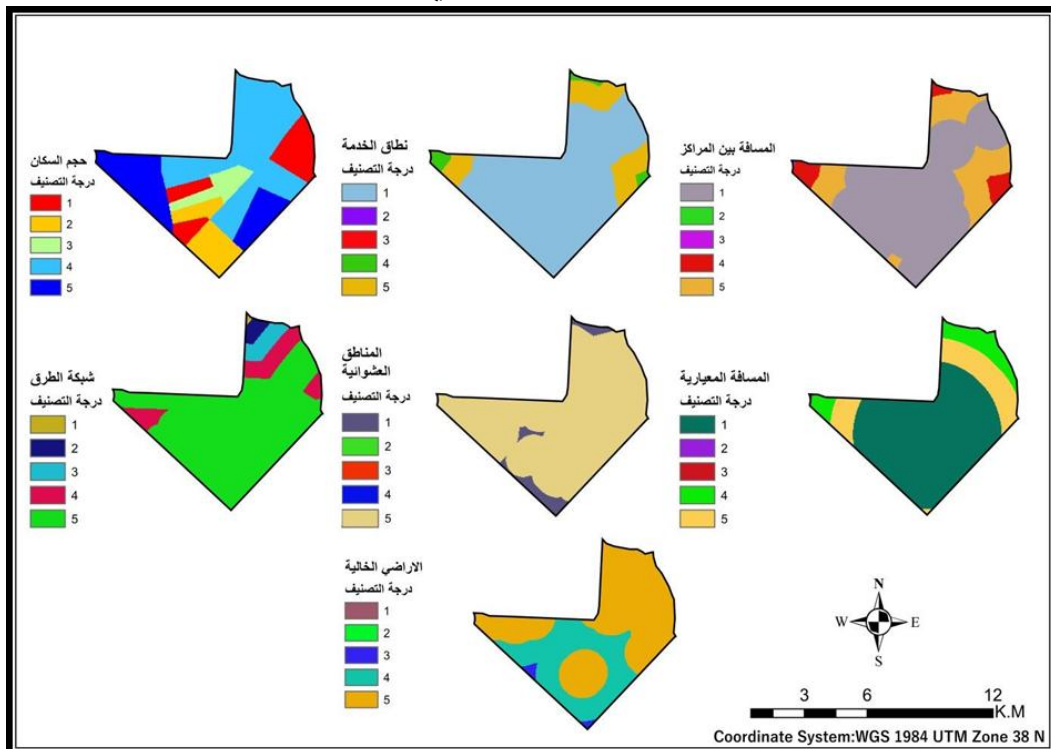 حجم السكان
درجة التصنيف
1
2
3
4
5
نطاق الخدمة
درجة التصنيف
1
2
3
4
5
المسافة بين المراكز
درجة التصنيف
1
2
3
4
5
شبكة الطرق
درجة التصنيف
1
2
3
4
5
المناطق
العشوائية
درجة التصنيف
1
2
3
4
5
المسافة المعيارية
درجة التصنيف
1
2
3
4
5
الاراضي الخالية
درجة التصنيف
1
2
3
4
5
N
W E
S
3 6 12
K.M
Coordinate System:WGS 1984 UTM Zone 38 N